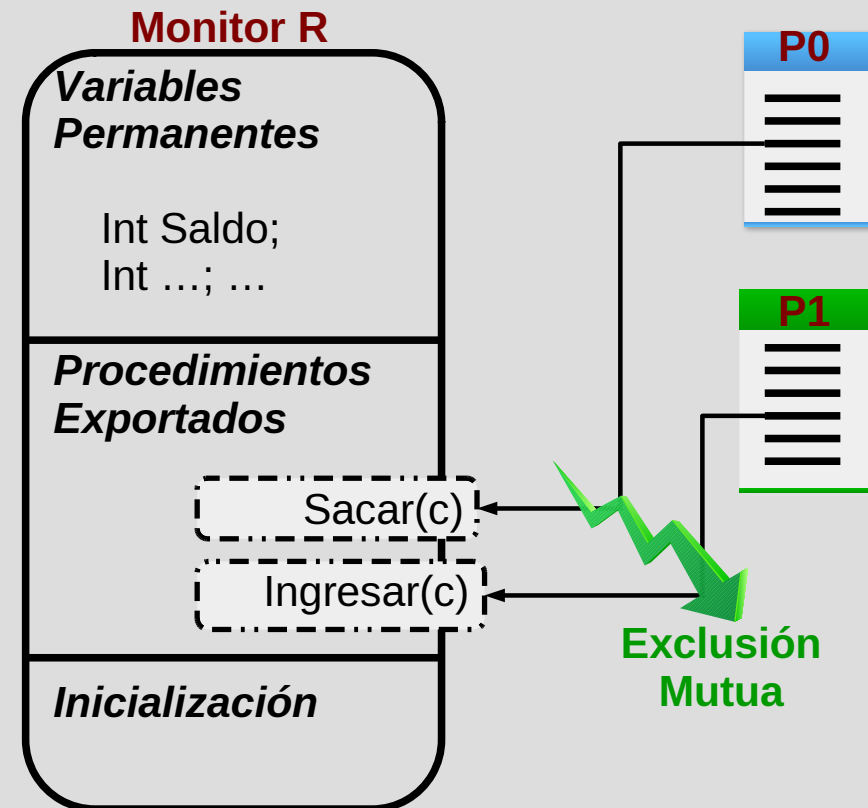 Monitor R
Variables
Permanentes
Int Saldo;
Int …; …
Procedimientos
Exportados
Sacar(c)
Ingresar(c)
Inicialización
P0
P1
Exclusión
Mutua